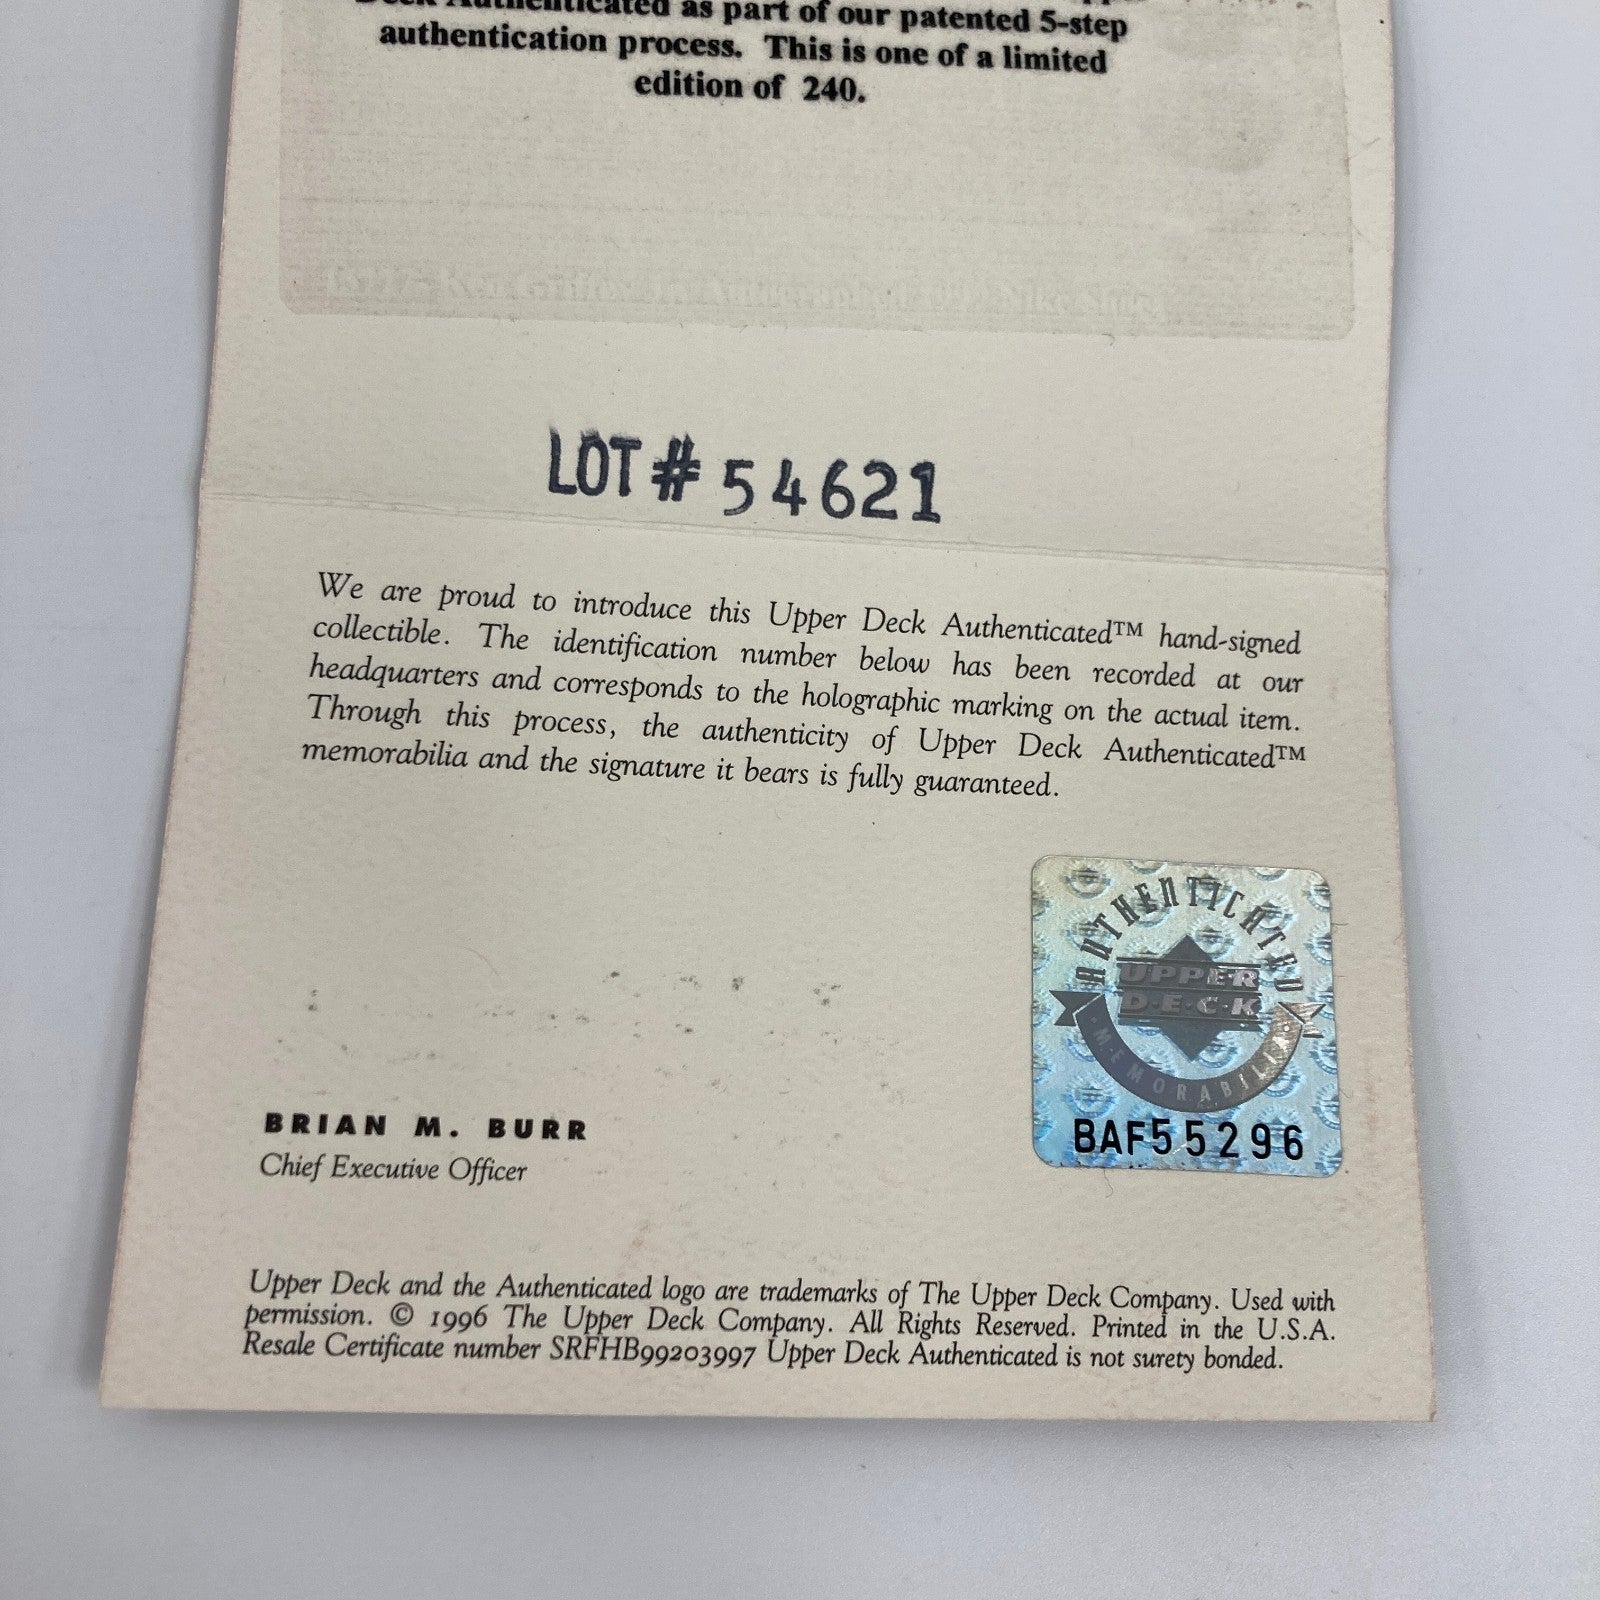 Deck Authenticated as part of our patented 5-step
authentication process. This is one of a limited
edition of 240.
LOT # 54621
We are proud to introduce this Upper Deck Authenticated™ hand-signed
collectible. The identification number below has been recorded at our
headquarters and corresponds to the holographic marking on the actual item.
Through this process, the authenticity of Upper Deck Authenticated™
memorabilia and the signature it bears is fully guaranteed.
AUTHENTICATED
UPPER
D·E·C·K
·MEMORABILIA·
BAF55296
BRIAN M. BURR
Chief Executive Officer
Upper Deck and the Authenticated logo are trademarks of The Upper Deck Company. Used with
permission. © 1996 The Upper Deck Company. All Rights Reserved. Printed in the U.S.A.
Resale Certificate number SRFHB99203997 Upper Deck Authenticated is not surety bonded.